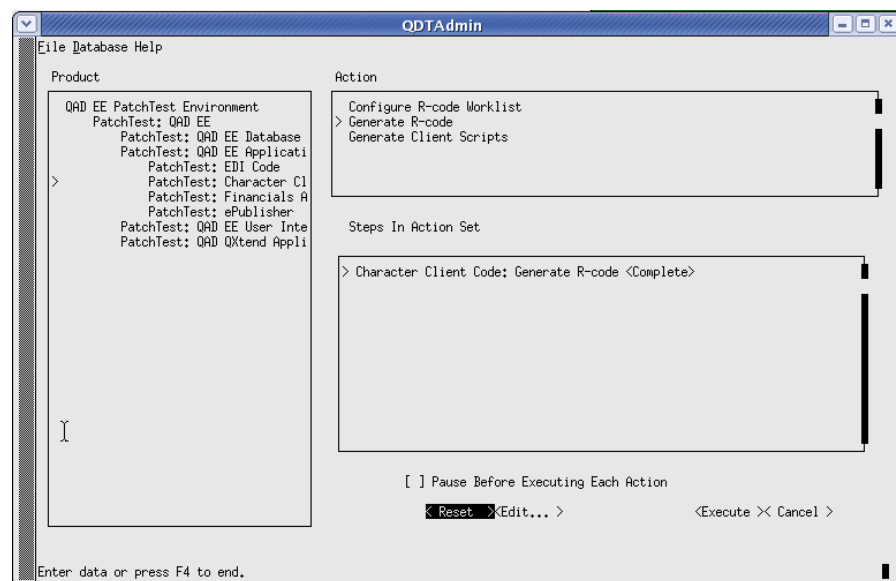 QDTAdmin
File Database Help
Product
QAD EE PatchTest Environment
PatchTest: QAD EE
PatchTest: QAD EE Database
PatchTest: QAD EE Applicati
PatchTest: EDI Code
> PatchTest: Character Cl
PatchTest: Financials A
PatchTest: ePublisher
PatchTest: QAD EE User Inte
PatchTest: QAD QXtend Appli
Action
Configure R-code Worklist
> Generate R-code
Generate Client Scripts
Steps In Action Set
> Character Client Code: Generate R-code <Complete>
[ ] Pause Before Executing Each Action
< Reset ><Edit... > <Execute >< Cancel >
Enter data or press F4 to end.